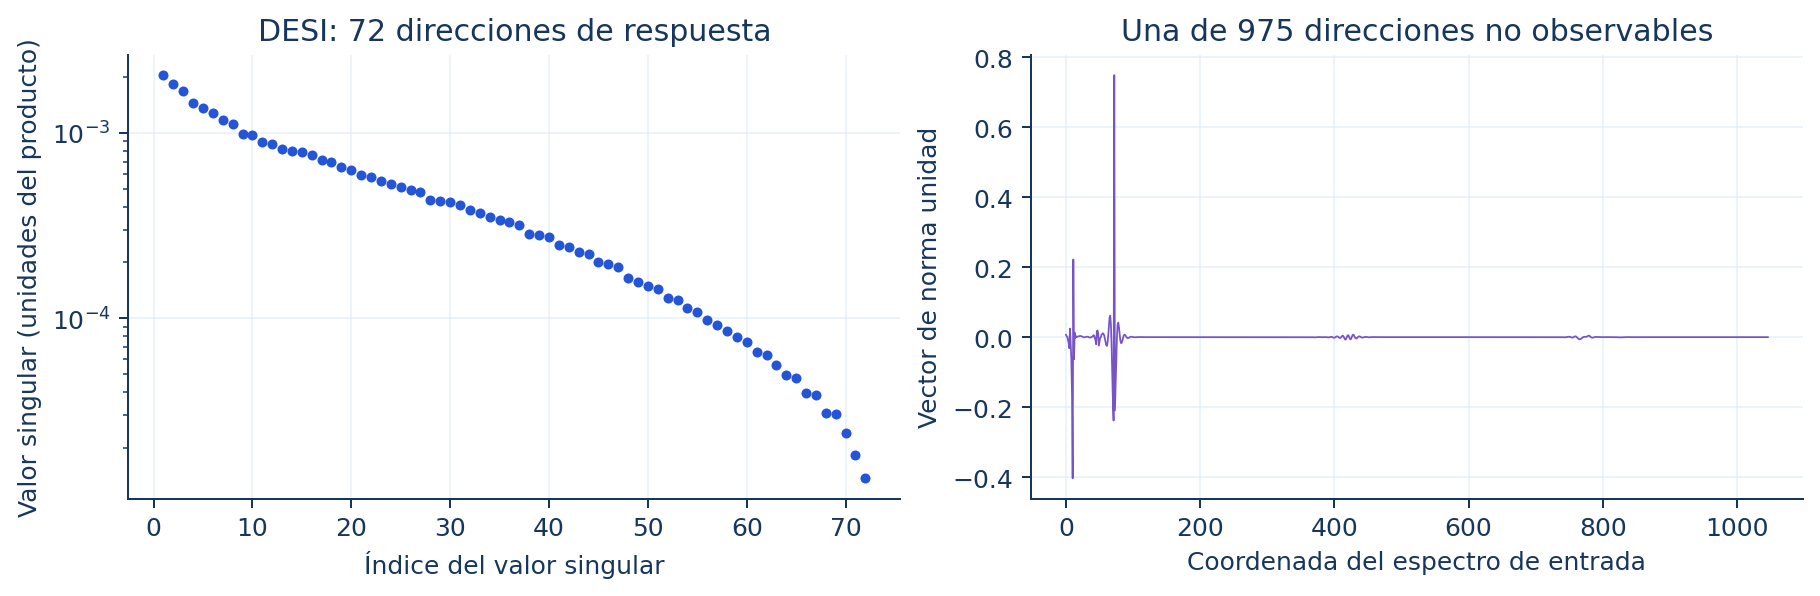 DESI: 72 direcciones de respuesta
Valor singular (unidades del producto)
10⁻³
10⁻⁴
0 10 20 30 40 50 60 70
Índice del valor singular
Una de 975 direcciones no observables
Vector de norma unidad
0.8
0.6
0.4
0.2
0.0
−0.2
−0.4
0 200 400 600 800 1000
Coordenada del espectro de entrada